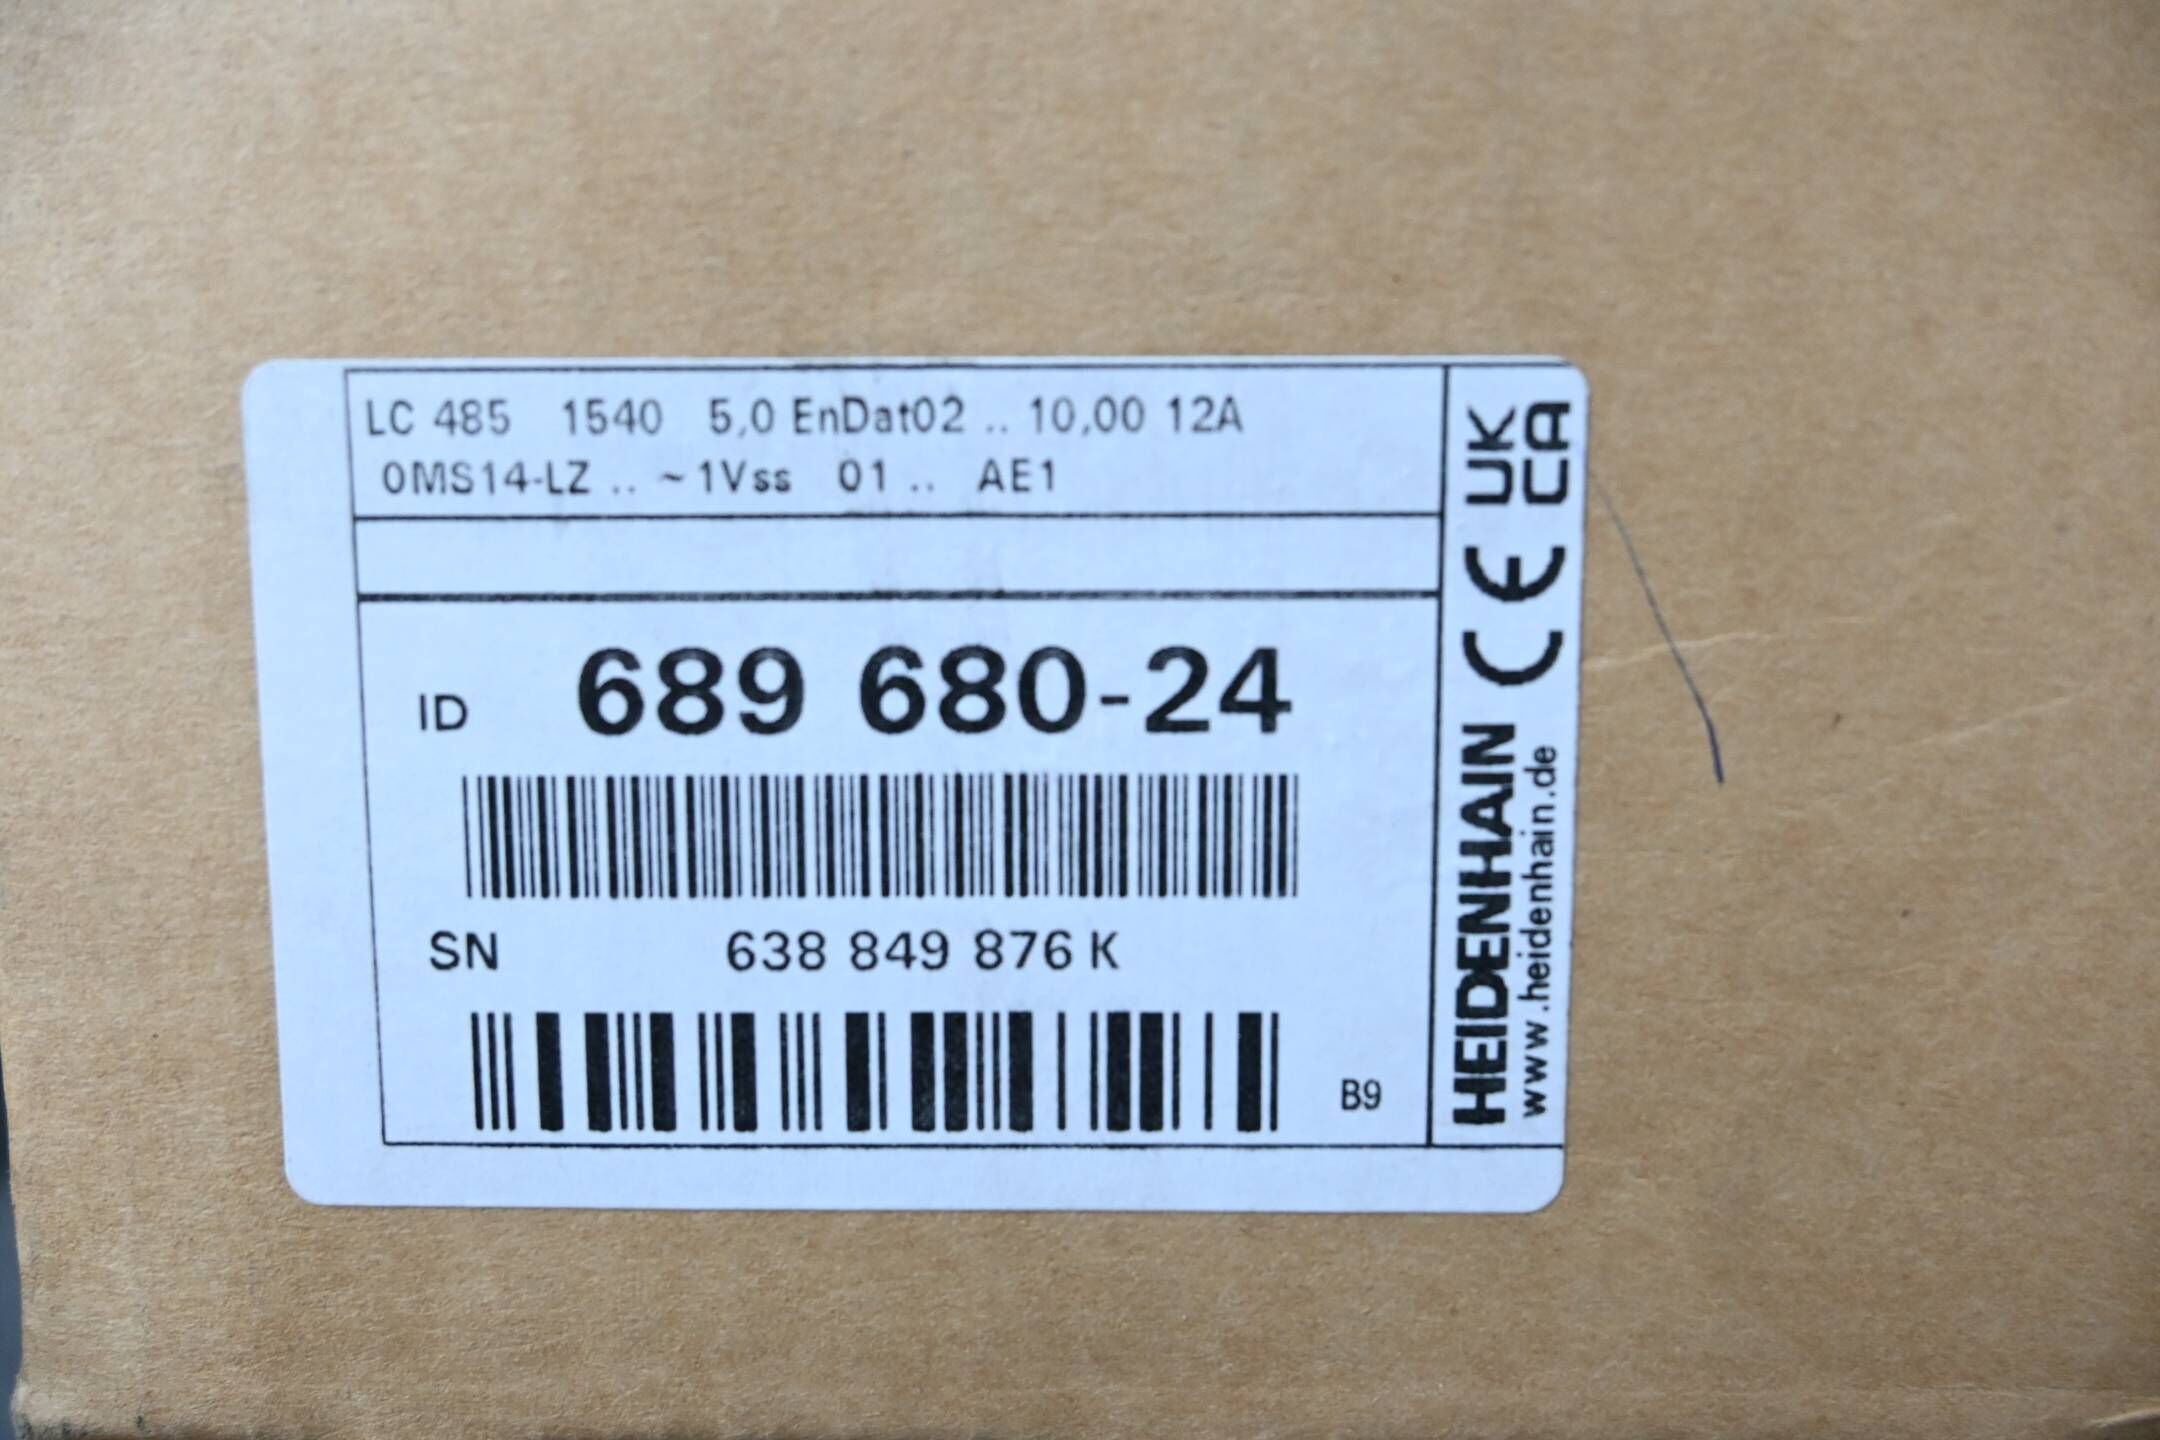 LC 485 1540 5,0 EnDat02 .. 10,00 12A
0MS14-LZ .. ~1Vss 01 .. AE1
ID 689 680-24
SN 638 849 876 K
B9
HEIDENHAIN CE UK
CA
www.heidenhain.de